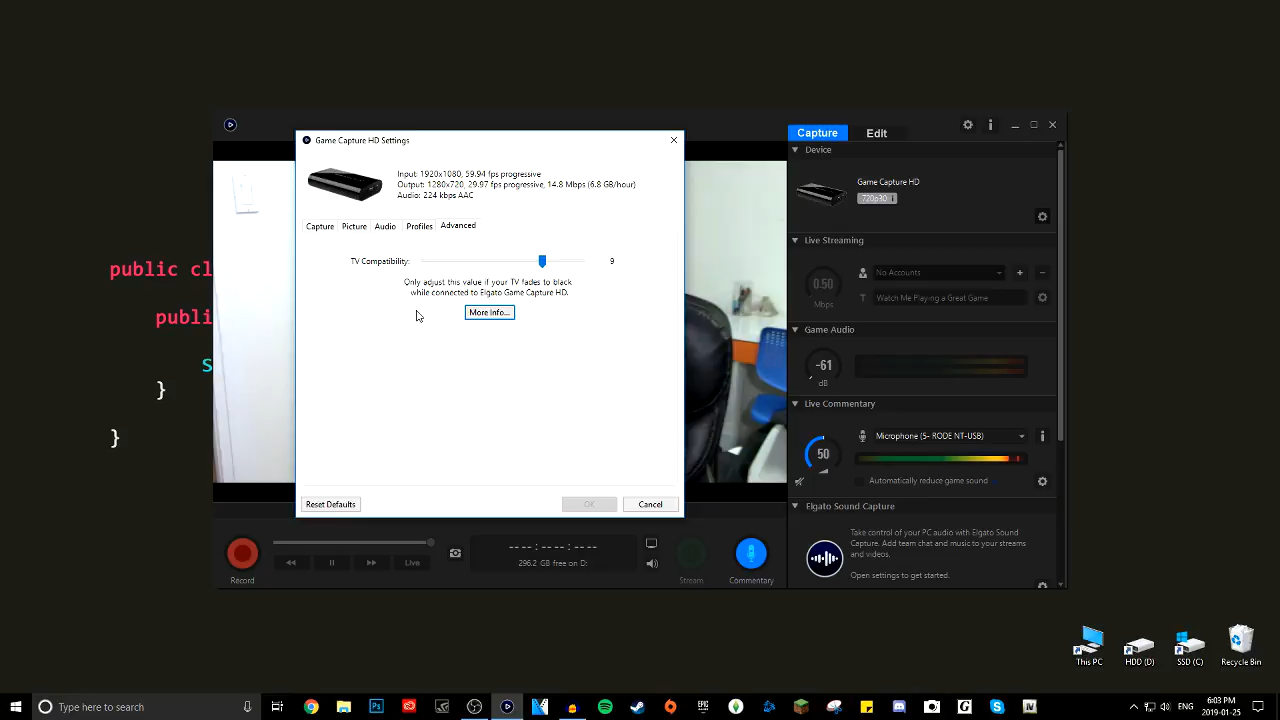 public cl
publi
s
}
}
Game Capture HD Settings
Input: 1920x1080, 59.94 fps progressive
Output: 1280x720, 29.97 fps progressive, 14.8 Mbps (6.8 GB/hour)
Audio: 224 kbps AAC
Capture Picture Audio Profiles Advanced
TV Compatibility: 9
Only adjust this value if your TV fades to black
while connected to Elgato Game Capture HD.
More Info...
Reset Defaults OK Cancel
Capture Edit
Device
Game Capture HD
720p30
Live Streaming
0.50
Mbps
No Accounts
Watch Me Playing a Great Game
Game Audio
-61
dB
Live Commentary
50
Microphone (5- RODE NT-USB)
Automatically reduce game sound
Elgato Sound Capture
Take control of your PC audio with Elgato Sound
Capture. Add team chat and music to your streams
and videos.
Open settings to get started.
Record
Live
-- -- : -- -- : -- --
296.2 GB free on D:
Stream
Commentary
This PC
HDD (D)
SSD (C)
Recycle Bin
Type here to search
ENG
6:03 PM
2019-01-25